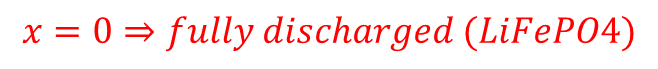 x = 0 ⇒ fully discharged (LiFePO4)